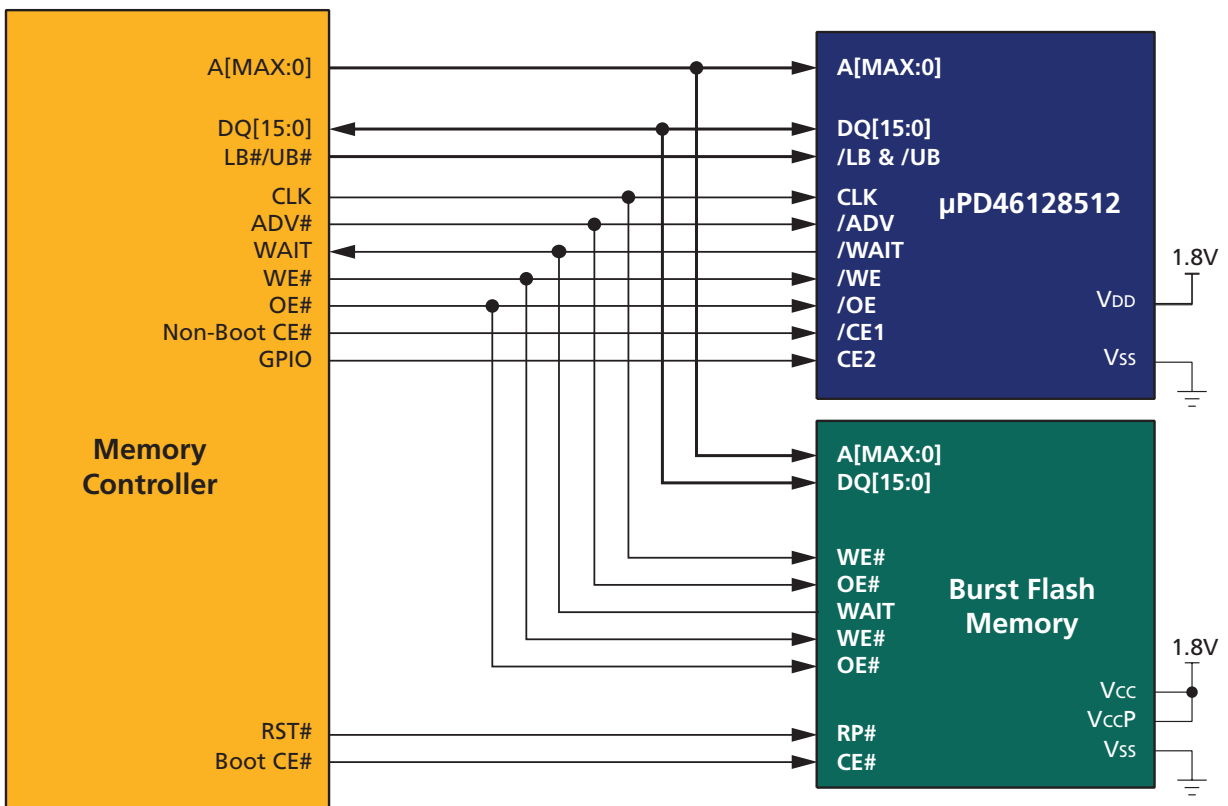 A[MAX:0]
DQ[15:0]
LB#/UB#
CLK
ADV#
WAIT
WE#
OE#
Non-Boot CE#
GPIO
Memory
Controller
RST#
Boot CE#
A[MAX:0]
DQ[15:0]
/LB & /UB
CLK
/ADV
/WAIT
/WE
/OE
/CE1
CE2
µPD46128512
VDD
Vss
1.8V
A[MAX:0]
DQ[15:0]
WE#
OE#
WAIT
WE#
OE#
RP#
CE#
Burst Flash
Memory
Vcc
VccP
Vss
1.8V